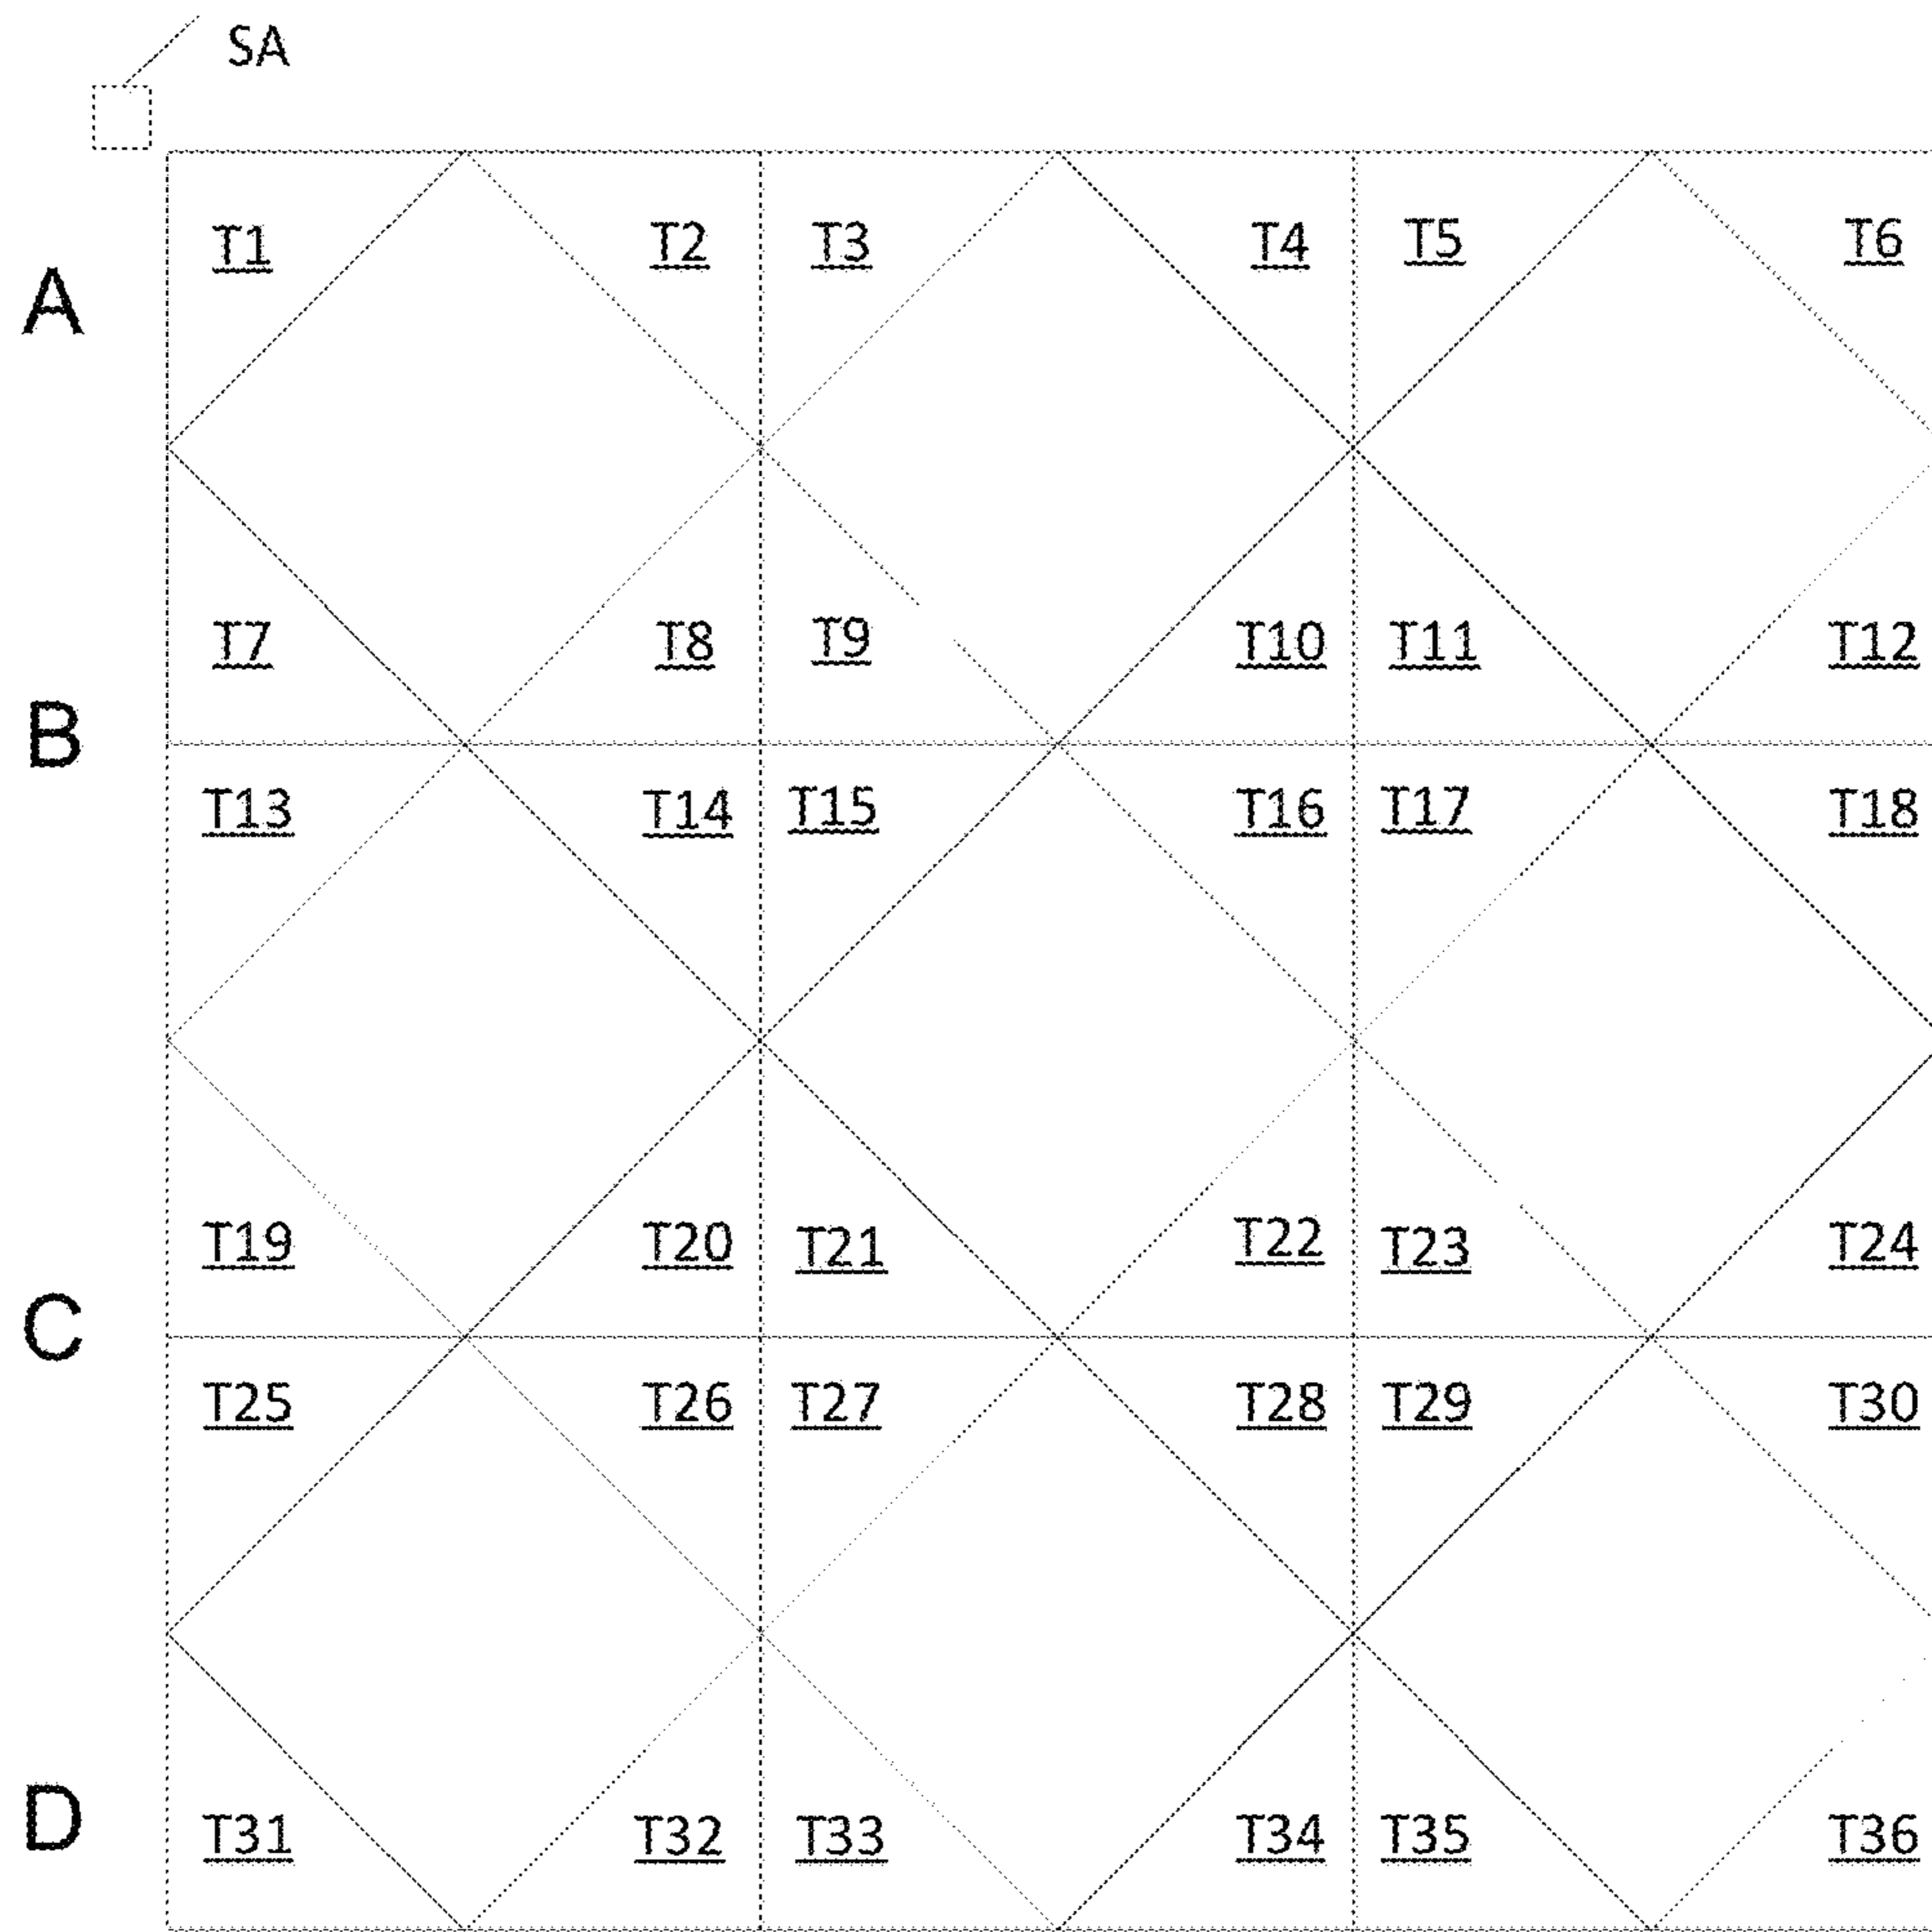 SA
T1 T2 T3 T4 T5 T6
A
T7 T8 T9 T10 T11 T12
B
T13 T14 T15 T16 T17 T18
T19 T20 T21 T22 T23 T24
C
T25 T26 T27 T28 T29 T30
T31 T32 T33 T34 T35 T36
D